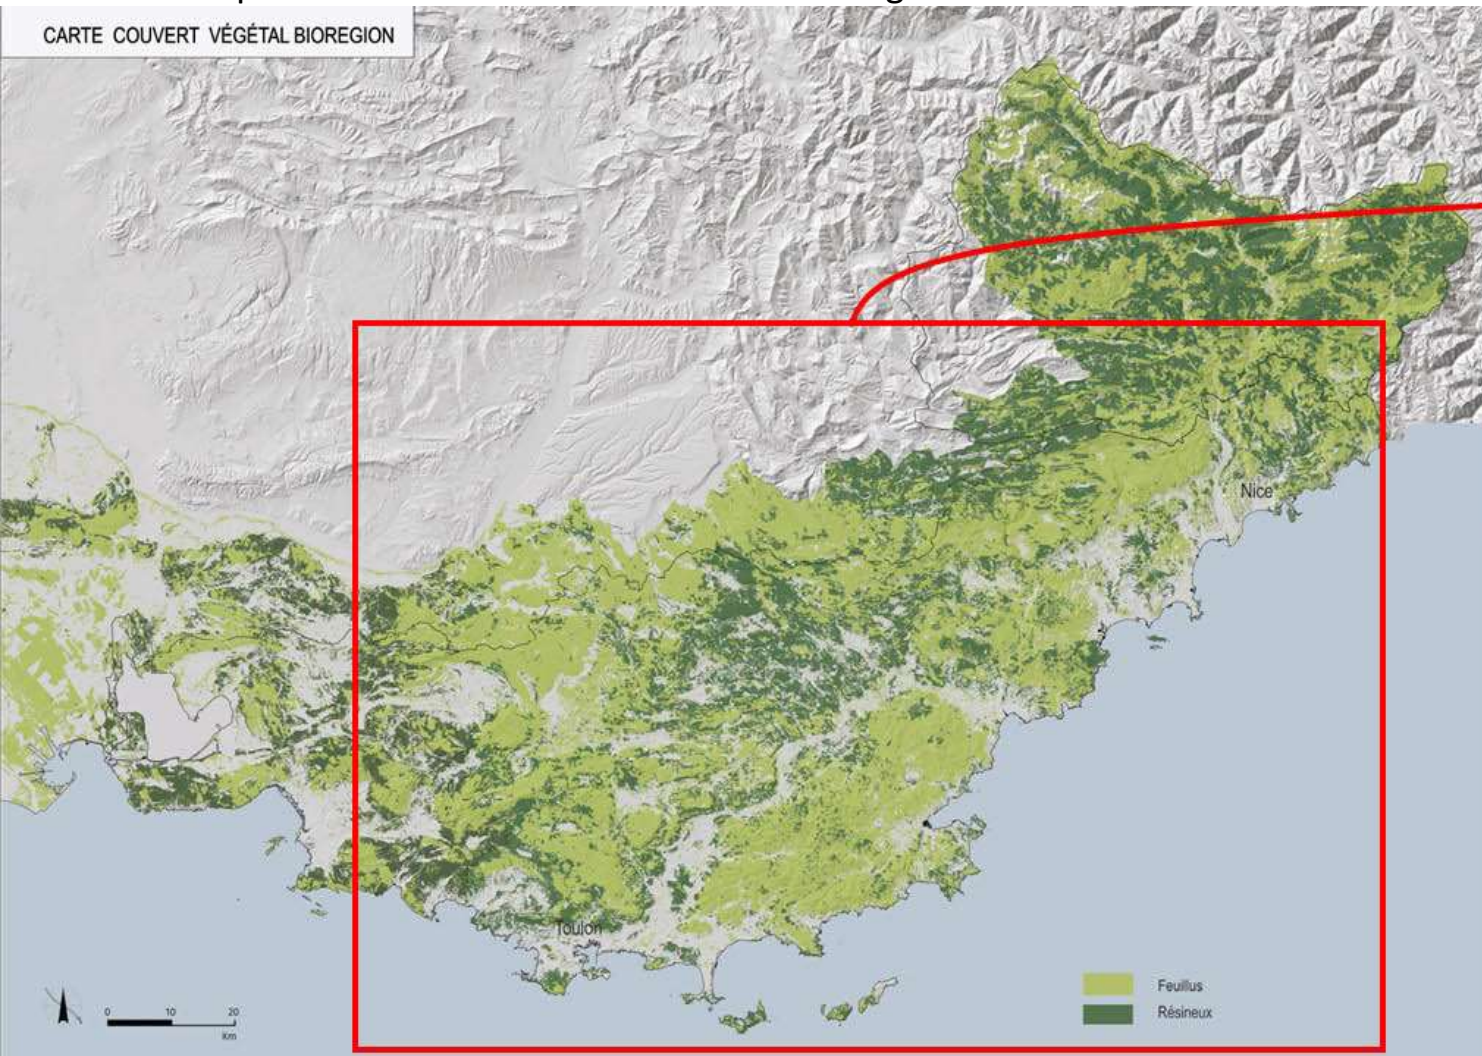 CARTE COUVERT VÉGÉTAL BIOREGION
Nice
Toulon
Feuillus
Résineux
0 10 20
Km